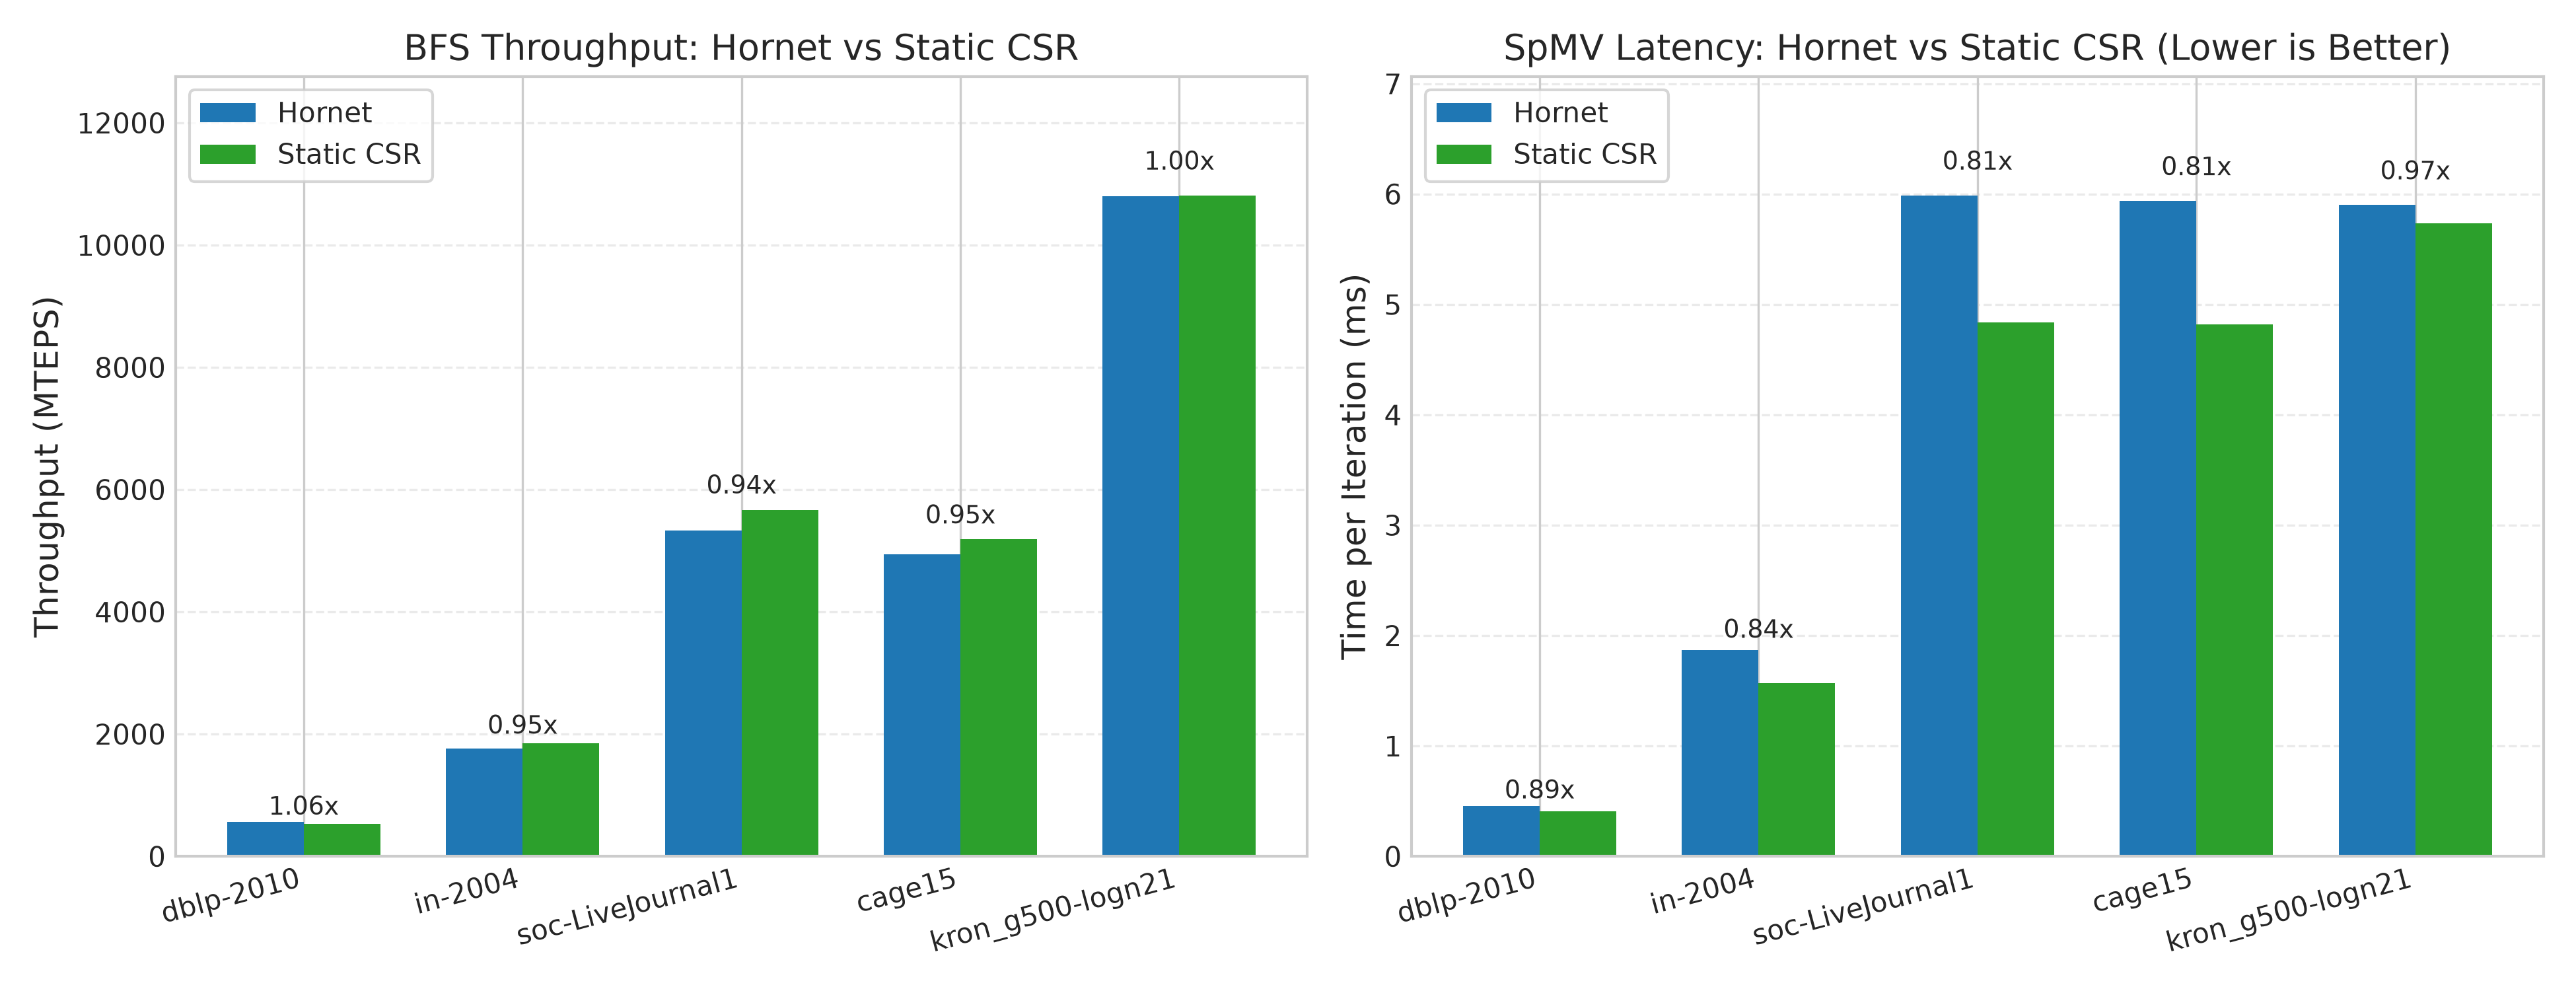 BFS Throughput: Hornet vs Static CSR
Hornet
Static CSR
Throughput (MTEPS)
12000
10000
8000
6000
4000
2000
0
1.06x
0.95x
0.94x
0.95x
1.00x
dblp-2010
in-2004
soc-LiveJournal1
cage15
kron_g500-logn21
SpMV Latency: Hornet vs Static CSR (Lower is Better)
Hornet
Static CSR
Time per Iteration (ms)
7
6
5
4
3
2
1
0
0.89x
0.84x
0.81x
0.81x
0.97x
dblp-2010
in-2004
soc-LiveJournal1
cage15
kron_g500-logn21